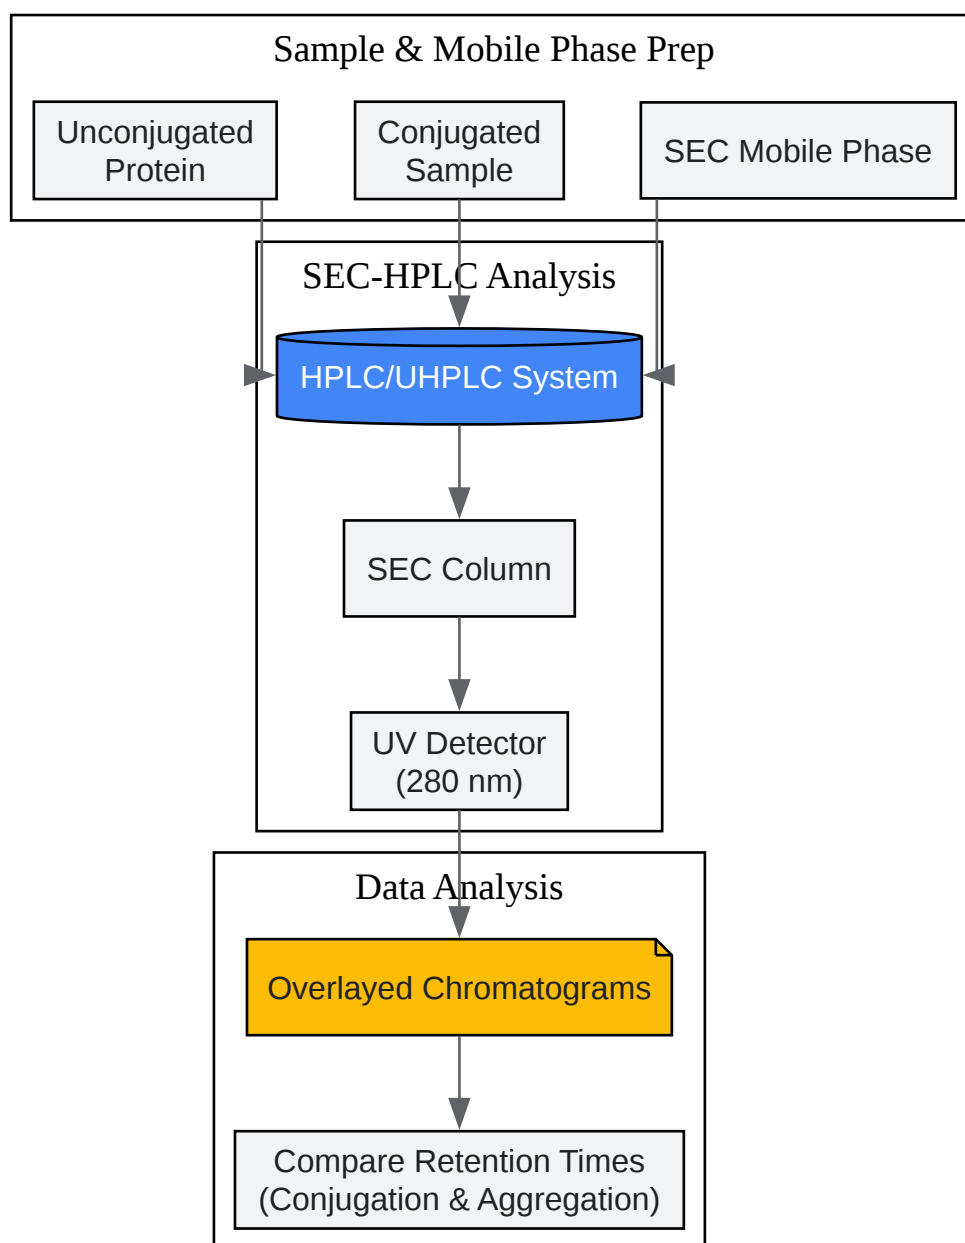 Sample & Mobile Phase Prep
Unconjugated
Protein
Conjugated
Sample
SEC Mobile Phase
SEC-HPLC Analysis
HPLC/UHPLC System
SEC Column
UV Detector
(280 nm)
Data Analysis
Overlayed Chromatograms
Compare Retention Times
(Conjugation & Aggregation)